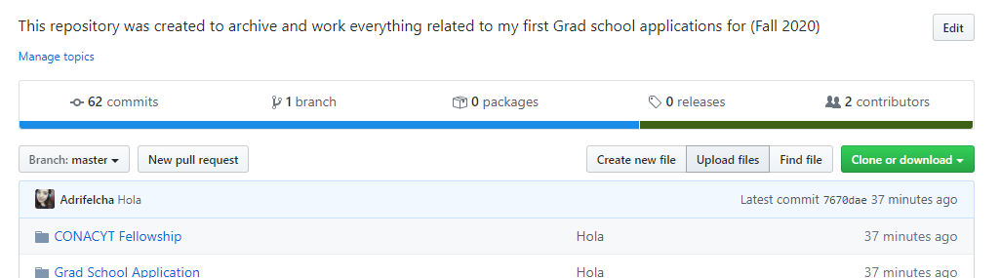 This repository was created to archive and work everything related to my first Grad school applications for (Fall 2020)
Edit
Manage topics
62 commits 1 branch 0 packages 0 releases 2 contributors
Branch: master New pull request Create new file Upload files Find file Clone or download
Adrifelcha Hola Latest commit 7670dae 37 minutes ago
CONACYT Fellowship Hola 37 minutes ago
Grad School Application Hola 37 minutes ago